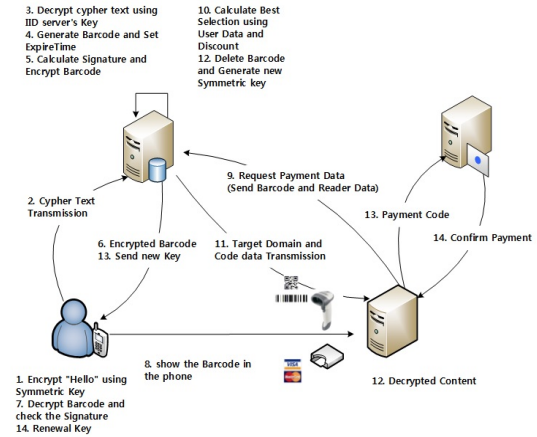 3. Decrypt cypher text using
IID server's Key
4. Generate Barcode and Set
ExpireTime
5. Calculate Signature and
Encrypt Barcode
10. Calculate Best
Selection using
User Data and
Discount
12. Delete Barcode
and Generate new
Symmetric key
2. Cypher Text
Transmission
9. Request Payment Data
(Send Barcode and Reader Data)
13. Payment Code
14. Confirm Payment
6. Encrypted Barcode
13. Send new Key
11. Target Domain and
Code data Transmission
8. show the Barcode in
the phone
VISA
12. Decrypted Content
1. Encrypt "Hello" using
Symmetric Key
7. Decrypt Barcode and
check the Signature
14. Renewal Key